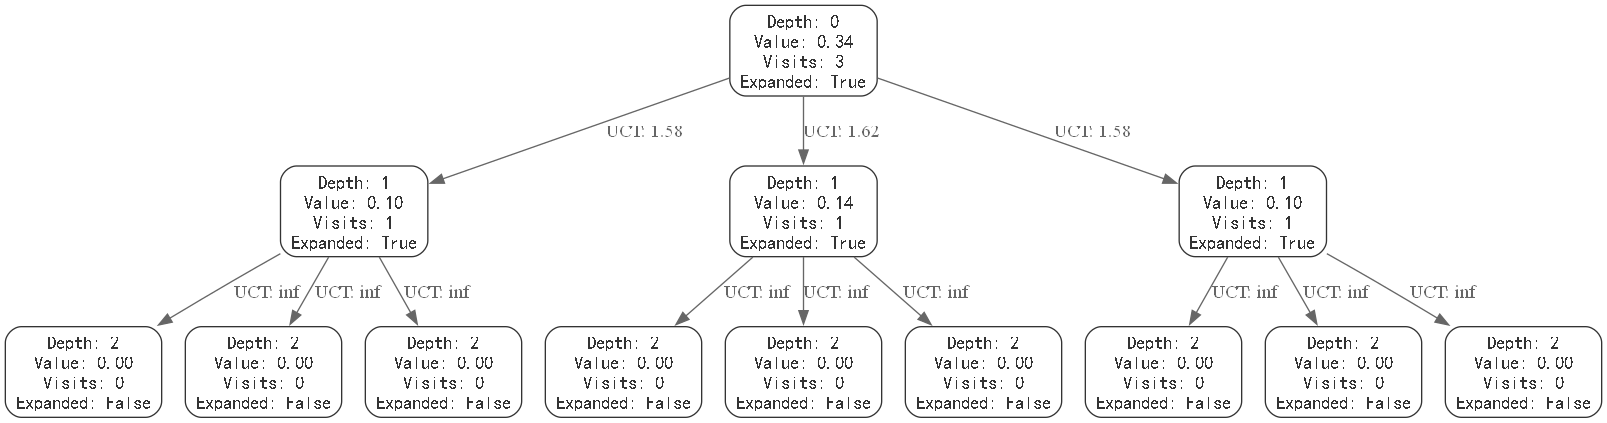 Depth: 0
Value: 0.34
Visits: 3
Expanded: True
UCT: 1.58
UCT: 1.62
UCT: 1.58
Depth: 1
Value: 0.10
Visits: 1
Expanded: True
Depth: 1
Value: 0.14
Visits: 1
Expanded: True
Depth: 1
Value: 0.10
Visits: 1
Expanded: True
UCT: inf
UCT: inf
UCT: inf
UCT: inf
UCT: inf
UCT: inf
UCT: inf
UCT: inf
UCT: inf
Depth: 2
Value: 0.00
Visits: 0
Expanded: False
Depth: 2
Value: 0.00
Visits: 0
Expanded: False
Depth: 2
Value: 0.00
Visits: 0
Expanded: False
Depth: 2
Value: 0.00
Visits: 0
Expanded: False
Depth: 2
Value: 0.00
Visits: 0
Expanded: False
Depth: 2
Value: 0.00
Visits: 0
Expanded: False
Depth: 2
Value: 0.00
Visits: 0
Expanded: False
Depth: 2
Value: 0.00
Visits: 0
Expanded: False
Depth: 2
Value: 0.00
Visits: 0
Expanded: False